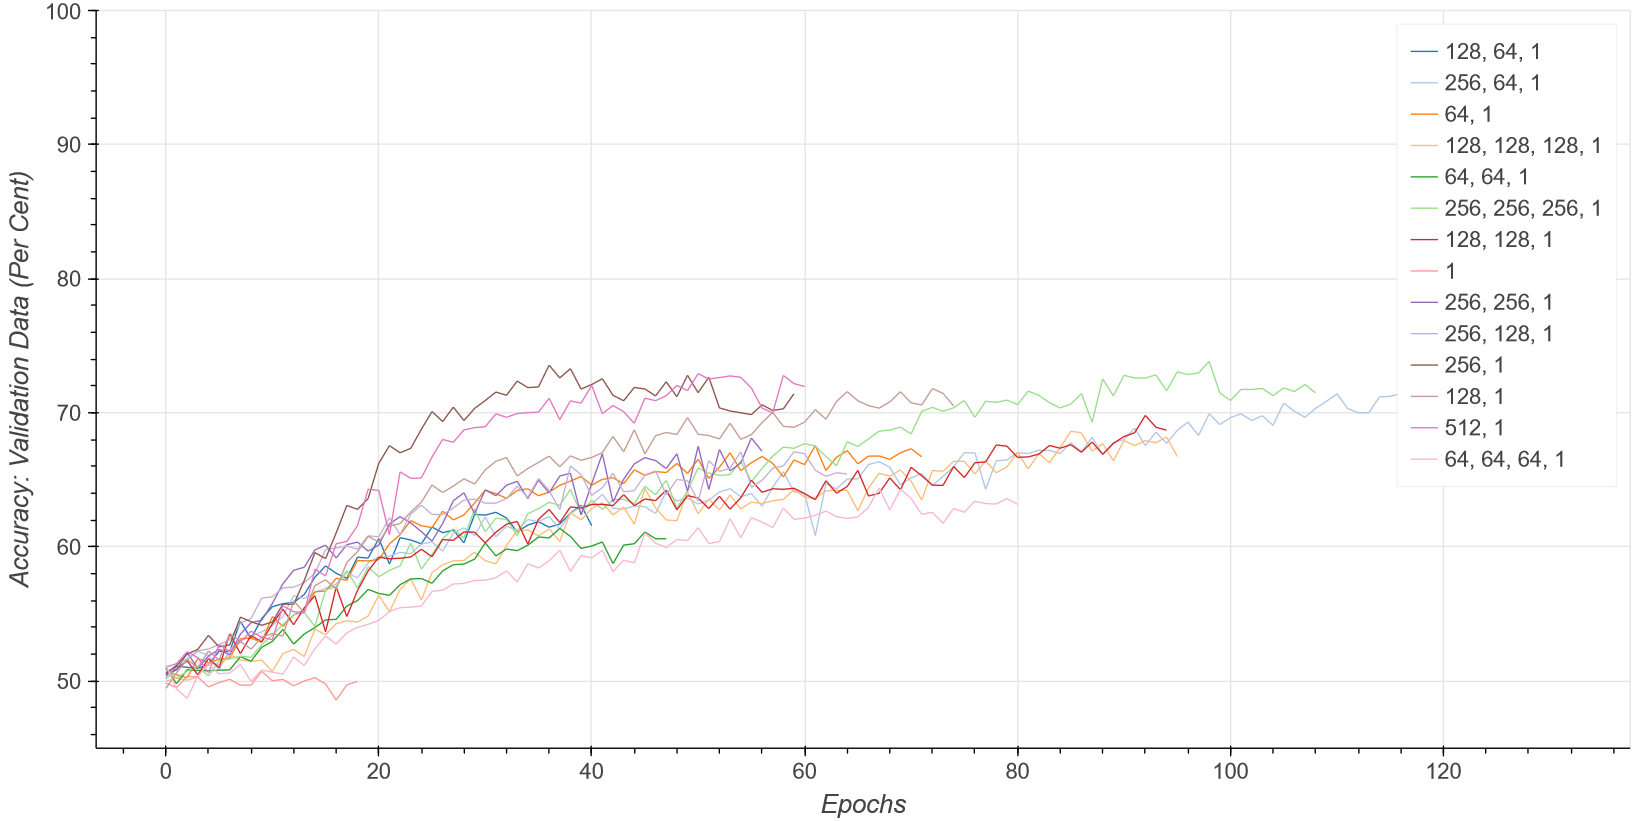 Accuracy: Validation Data (Per Cent)
100
90
80
70
60
50
0
20
40
60
80
100
120
Epochs
128, 64, 1
256, 64, 1
64, 1
128, 128, 128, 1
64, 64, 1
256, 256, 256, 1
128, 128, 1
1
256, 256, 1
256, 128, 1
256, 1
128, 1
512, 1
64, 64, 64, 1